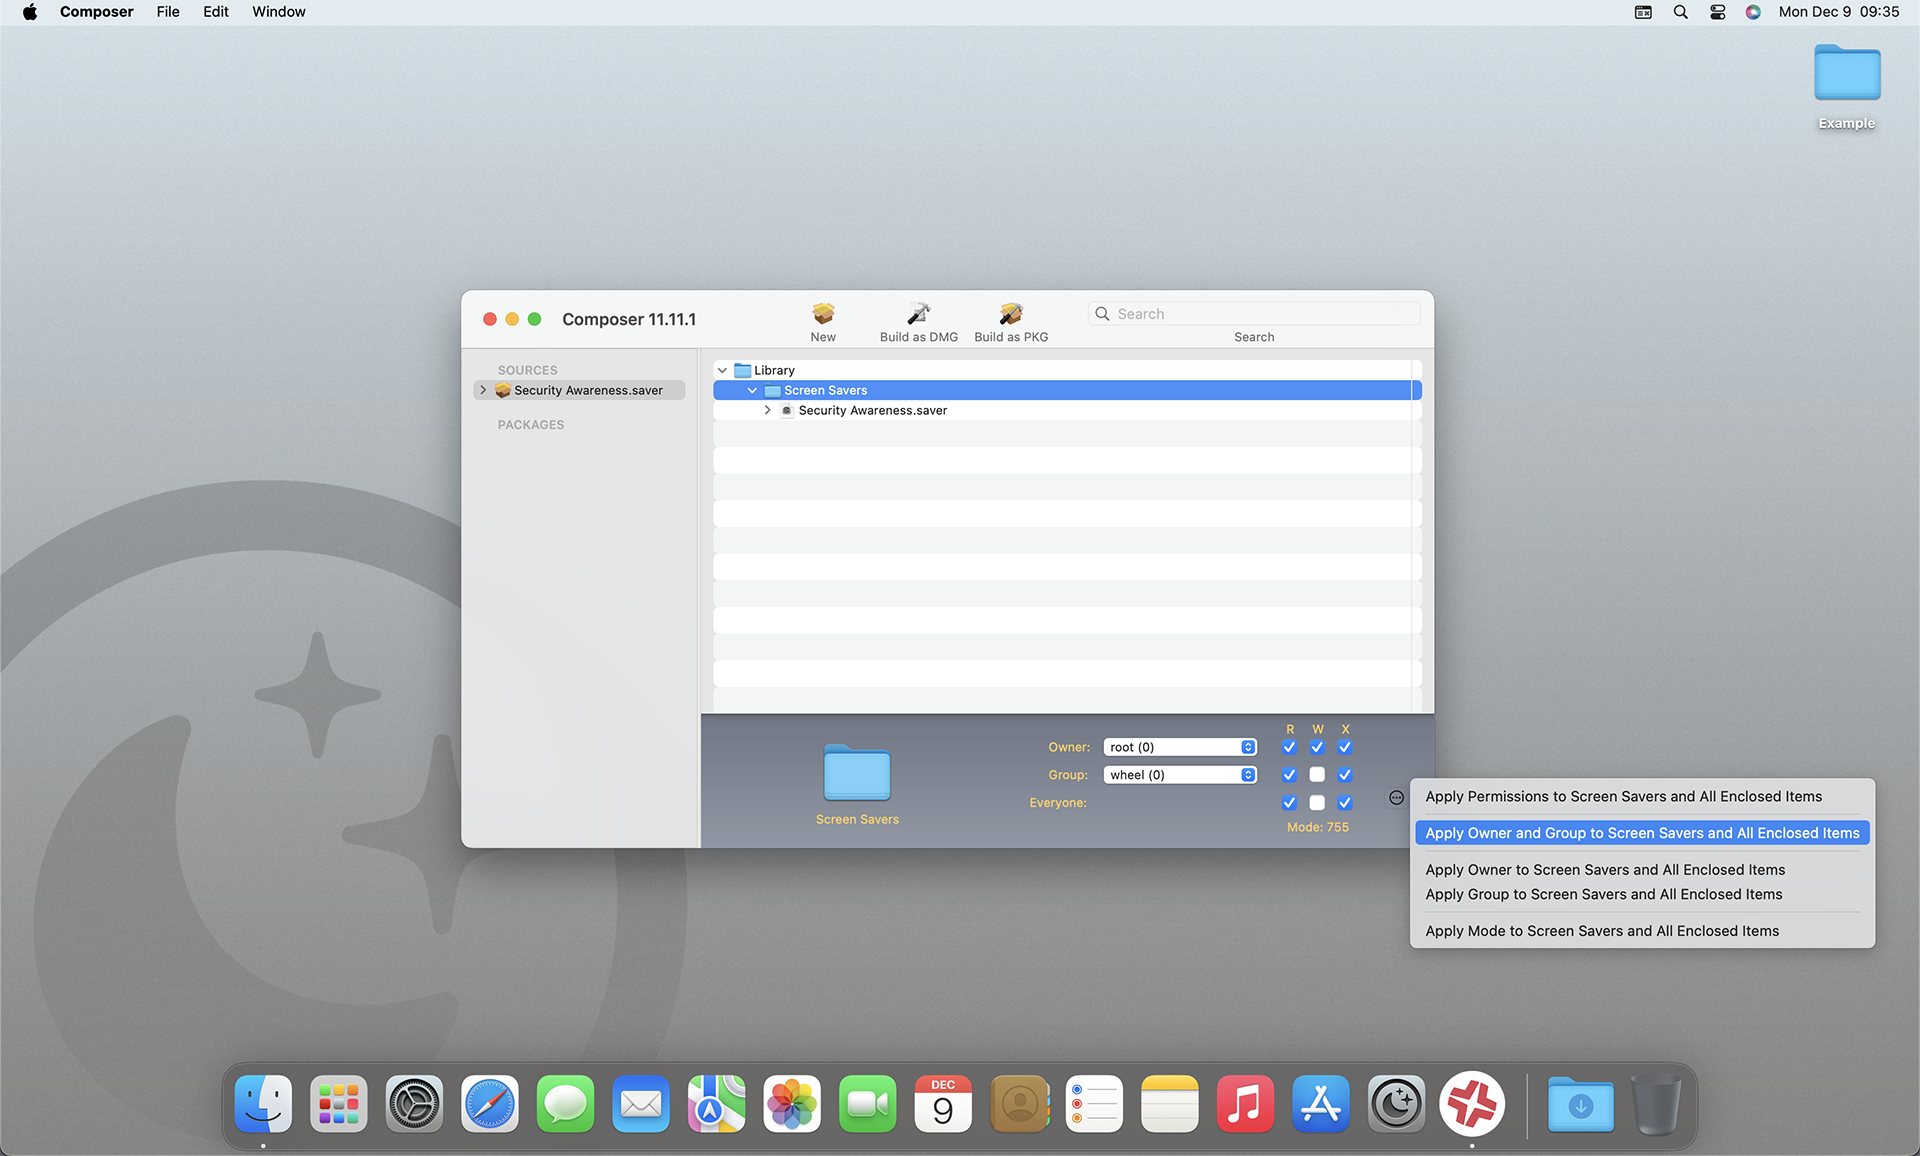 Composer File Edit Window Mon Dec 9 09:35
Example
Composer 11.11.1
New
Build as DMG
Build as PKG
Search
Search
SOURCES
Security Awareness.saver
PACKAGES
Library
Screen Savers
Security Awareness.saver
Screen Savers
R W X
Owner: root (0)
Group: wheel (0)
Everyone:
Mode: 755
Apply Permissions to Screen Savers and All Enclosed Items
Apply Owner and Group to Screen Savers and All Enclosed Items
Apply Owner to Screen Savers and All Enclosed Items
Apply Group to Screen Savers and All Enclosed Items
Apply Mode to Screen Savers and All Enclosed Items
DEC
9